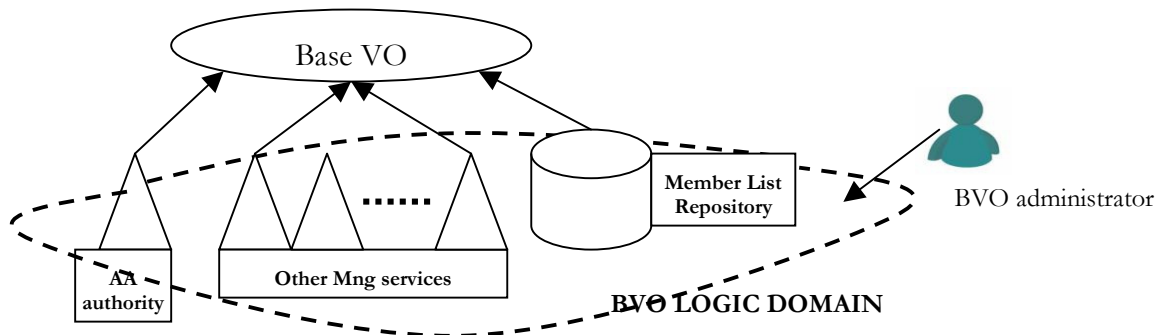 Base VO
Member List
Repository
BVO administrator
AA
authority
Other Mng services
BVO LOGIC DOMAIN